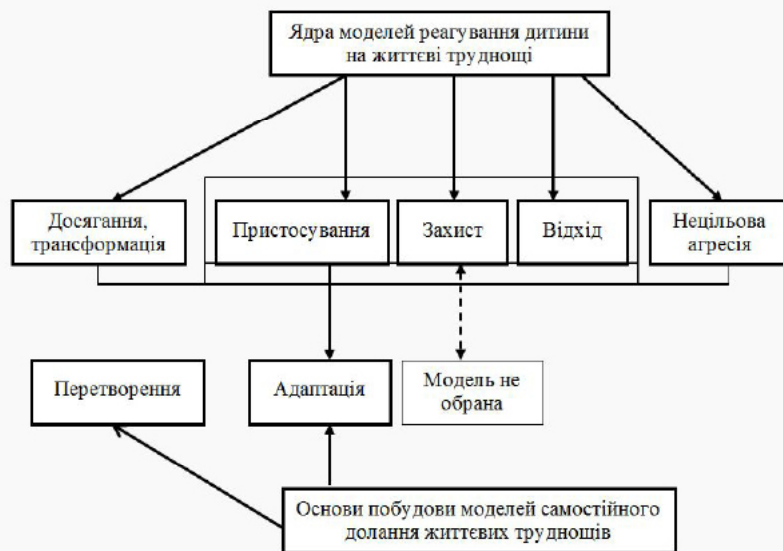 Ядра моделей реагування дитини
на життєві труднощі
Досягання,
трансформація
Пристосування
Захист
Відхід
Нецільова
агресія
Перетворення
Адаптація
Модель не
обрана
Основи побудови моделей самостійного
долання життєвих труднощів